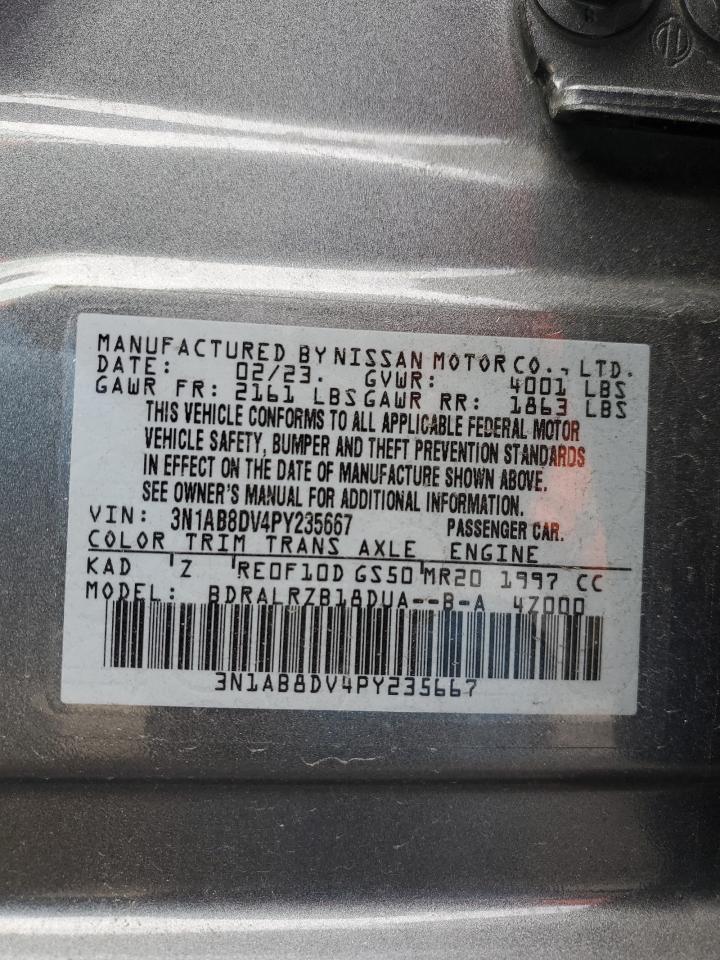 MANUFACTURED BY NISSAN MOTOR CO., LTD.
DATE: 02/23. GVWR: 4001 LBS
GAWR FR: 2161 LBS GAWR RR: 1863 LBS
THIS VEHICLE CONFORMS TO ALL APPLICABLE FEDERAL MOTOR
VEHICLE SAFETY, BUMPER AND THEFT PREVENTION STANDARDS
IN EFFECT ON THE DATE OF MANUFACTURE SHOWN ABOVE.
SEE OWNER'S MANUAL FOR ADDITIONAL INFORMATION.
VIN: 3N1AB8DV4PY235667 PASSENGER CAR.
COLOR TRIM TRANS AXLE ENGINE
KAD Z RE0F10D GS50 MR20 1997 CC
MODEL: BDRALRZB18DUA--B-A 4Z000
3N1AB8DV4PY235667